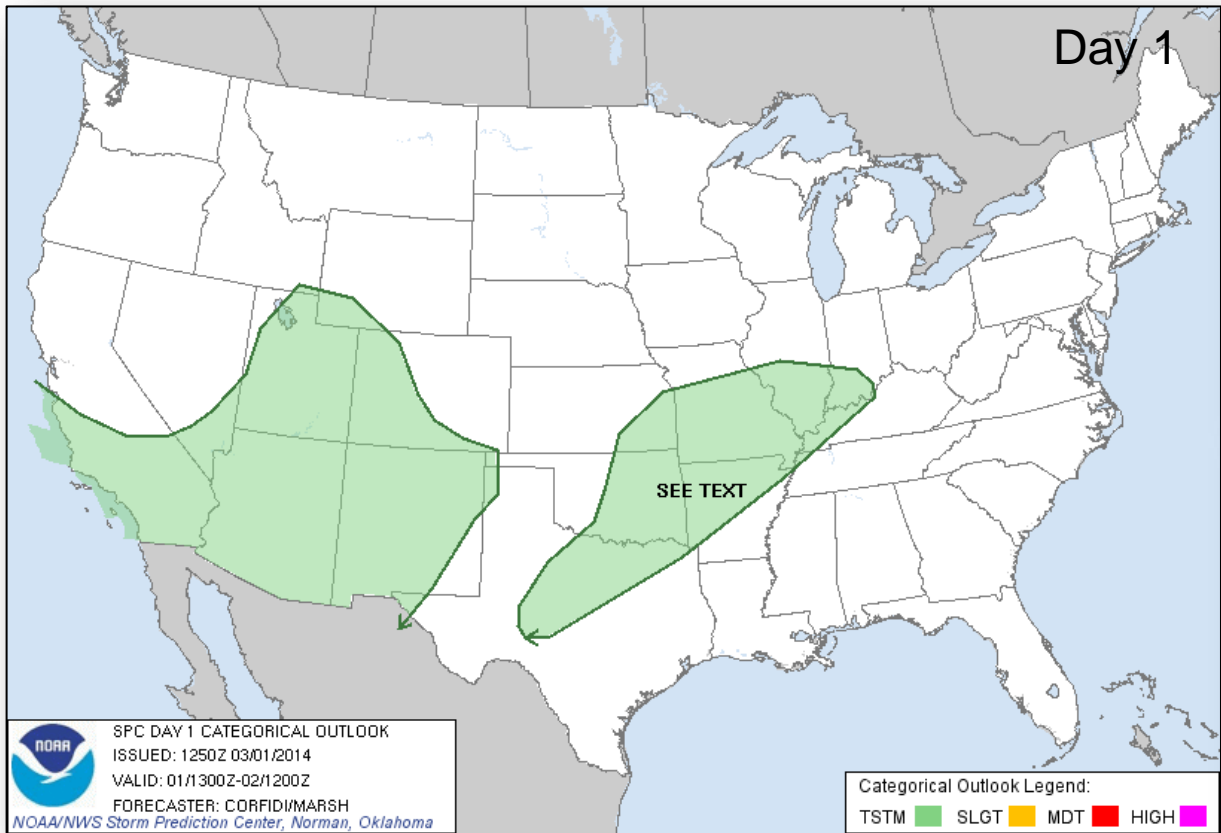 Day 1
SEE TEXT
NOAA
SPC DAY 1 CATEGORICAL OUTLOOK
ISSUED: 1250Z 03/01/2014
VALID: 01/1300Z-02/1200Z
FORECASTER: CORFIDI/MARSH
NOAA/NWS Storm Prediction Center, Norman, Oklahoma
Categorical Outlook Legend:
TSTM SLGT MDT HIGH